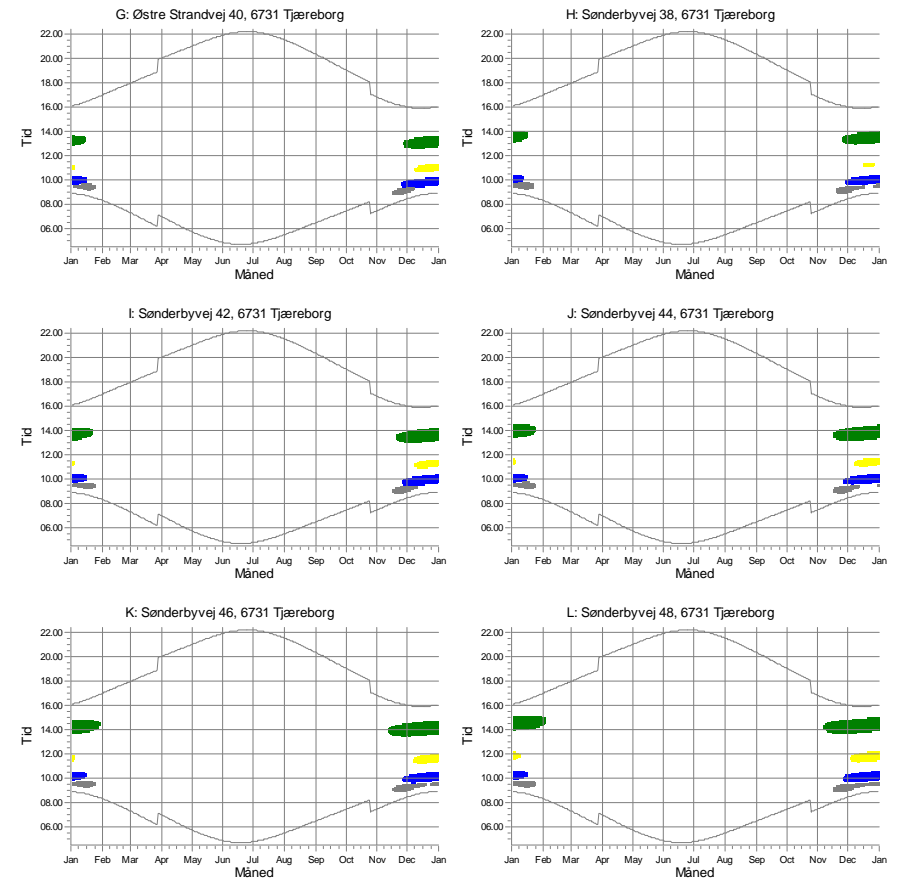 G: Østre Strandvej 40, 6731 Tjæreborg
22.00
20.00
18.00
16.00
14.00
12.00
10.00
08.00
06.00
Tid
Jan Feb Mar Apr May Jun Jul Aug Sep Oct Nov Dec Jan
Måned
H: Sønderbyvej 38, 6731 Tjæreborg
22.00
20.00
18.00
16.00
14.00
12.00
10.00
08.00
06.00
Tid
Jan Feb Mar Apr May Jun Jul Aug Sep Oct Nov Dec Jan
Måned
I: Sønderbyvej 42, 6731 Tjæreborg
22.00
20.00
18.00
16.00
14.00
12.00
10.00
08.00
06.00
Tid
Jan Feb Mar Apr May Jun Jul Aug Sep Oct Nov Dec Jan
Måned
J: Sønderbyvej 44, 6731 Tjæreborg
22.00
20.00
18.00
16.00
14.00
12.00
10.00
08.00
06.00
Tid
Jan Feb Mar Apr May Jun Jul Aug Sep Oct Nov Dec Jan
Måned
K: Sønderbyvej 46, 6731 Tjæreborg
22.00
20.00
18.00
16.00
14.00
12.00
10.00
08.00
06.00
Tid
Jan Feb Mar Apr May Jun Jul Aug Sep Oct Nov Dec Jan
Måned
L: Sønderbyvej 48, 6731 Tjæreborg
22.00
20.00
18.00
16.00
14.00
12.00
10.00
08.00
06.00
Tid
Jan Feb Mar Apr May Jun Jul Aug Sep Oct Nov Dec Jan
Måned